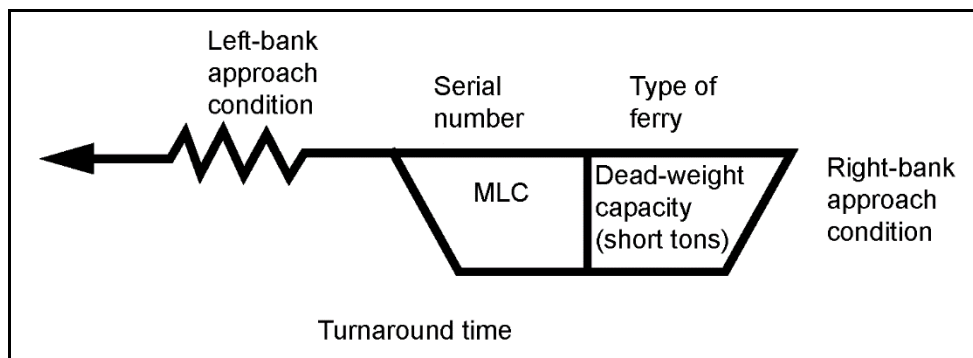 Left-bank
approach
condition
Serial
number
Type of
ferry
MLC
Dead-weight
capacity
(short tons)
Right-bank
approach
condition
Turnaround time